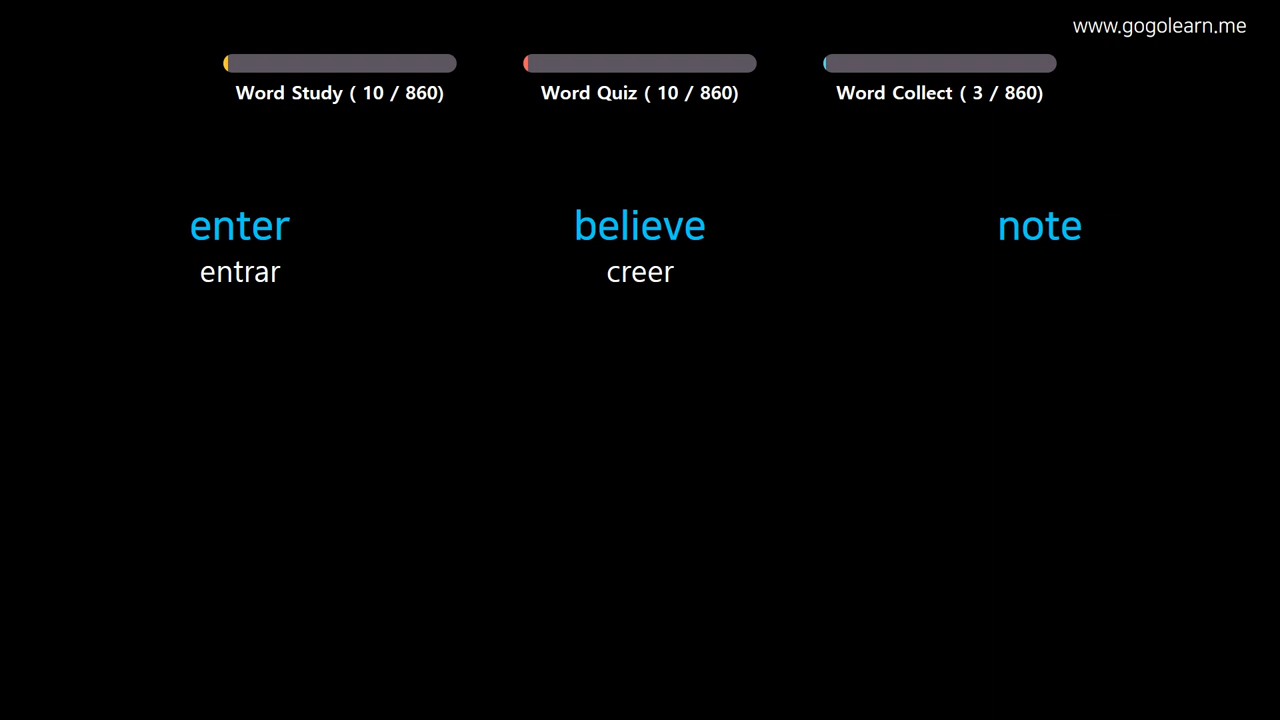 www.gogolearn.me
Word Study ( 10 / 860)
Word Quiz ( 10 / 860)
Word Collect ( 3 / 860)
enter
entrar
believe
creer
note